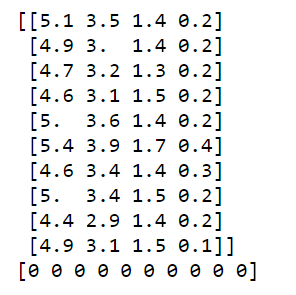 [[5.1 3.5 1.4 0.2]
 [4.9 3.  1.4 0.2]
 [4.7 3.2 1.3 0.2]
 [4.6 3.1 1.5 0.2]
 [5.  3.6 1.4 0.2]
 [5.4 3.9 1.7 0.4]
 [4.6 3.4 1.4 0.3]
 [5.  3.4 1.5 0.2]
 [4.4 2.9 1.4 0.2]
 [4.9 3.1 1.5 0.1]]
[0 0 0 0 0 0 0 0 0 0]